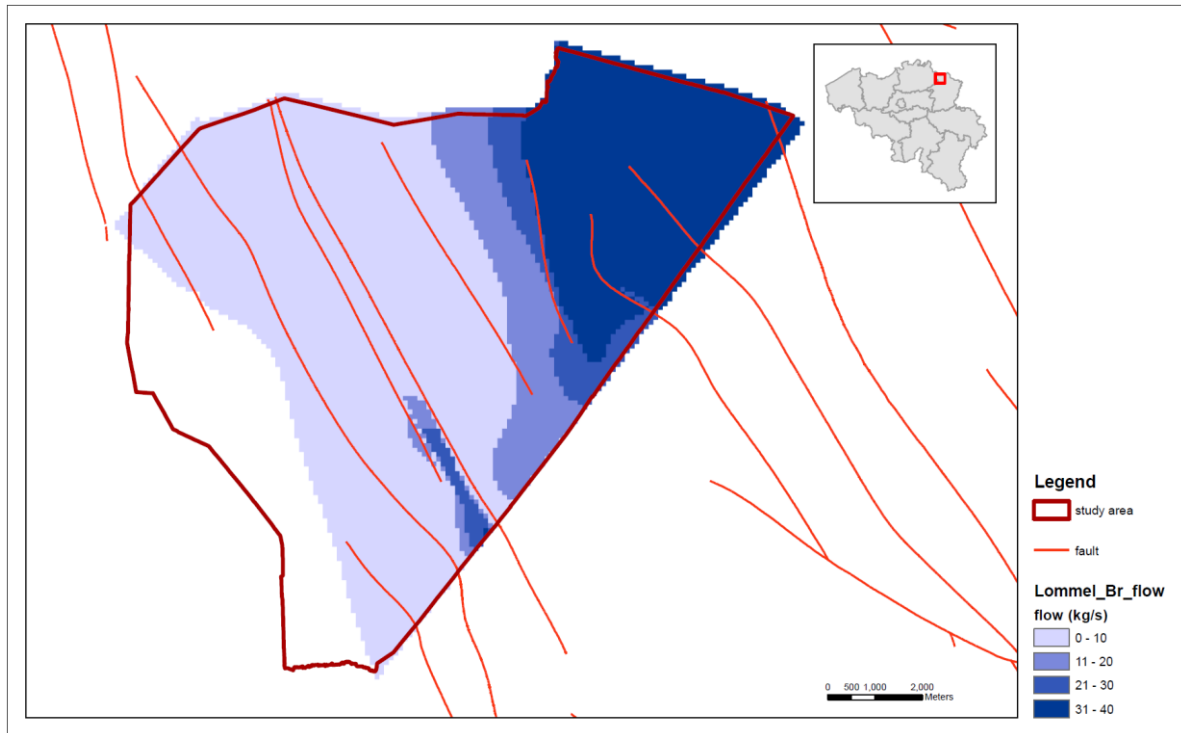 Legend
study area
fault
Lommel_Br_flow
flow (kg/s)
0 - 10
11 - 20
21 - 30
31 - 40
0 500 1,000 2,000
Meters